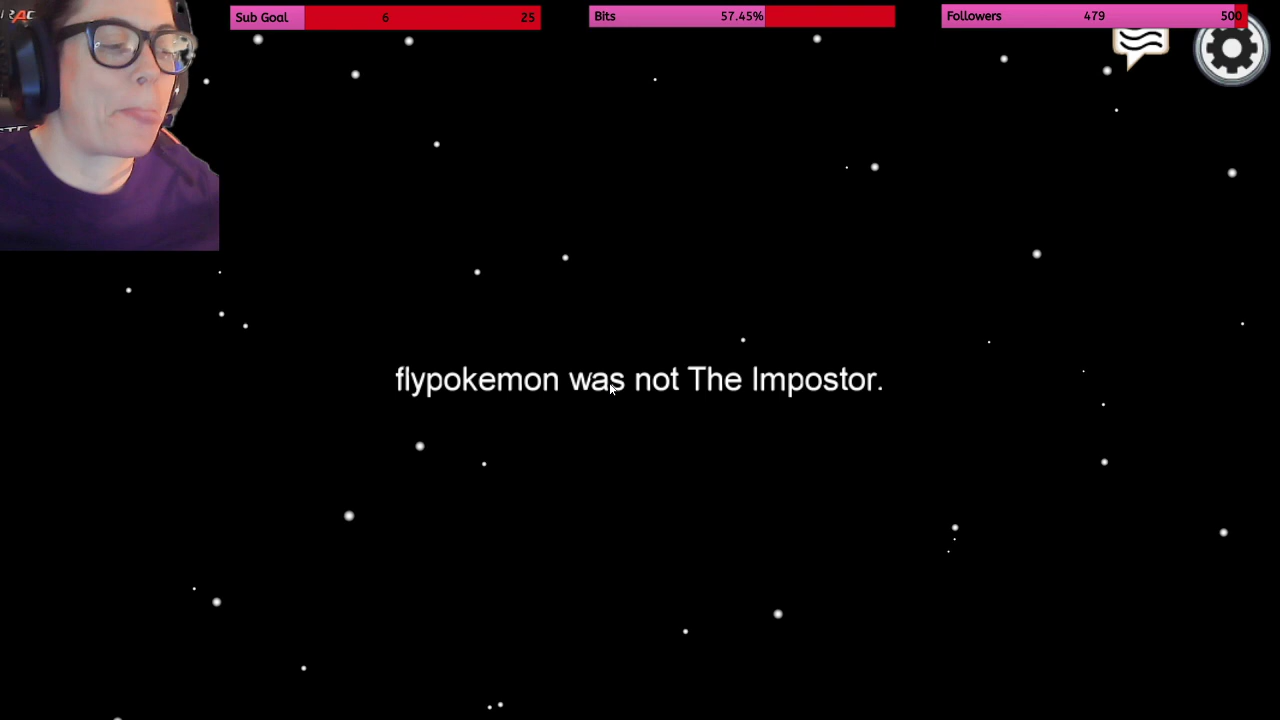 Sub Goal 6 25
Bits 57.45%
Followers 479 500
flypokemon was not The Impostor.